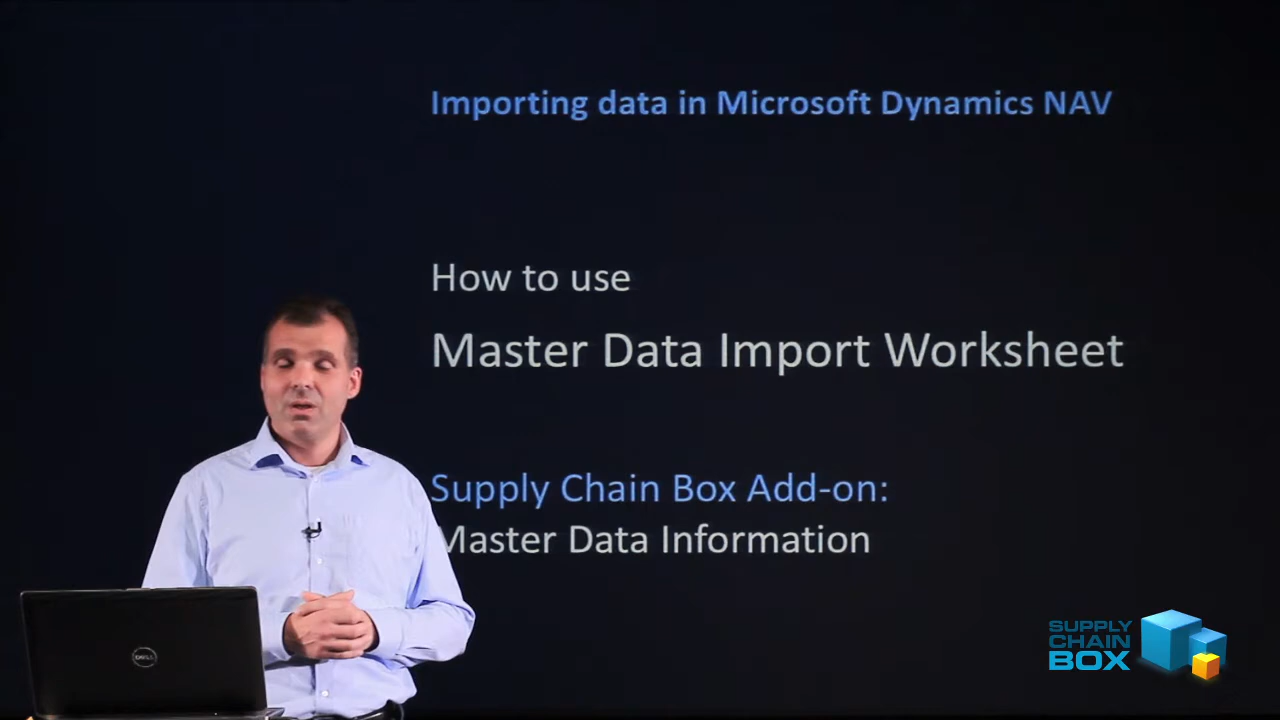 Importing data in Microsoft Dynamics NAV
How to use
Master Data Import Worksheet
Supply Chain Box Add-on:
Master Data Information
SUPPLY
CHAIN
BOX
DELL